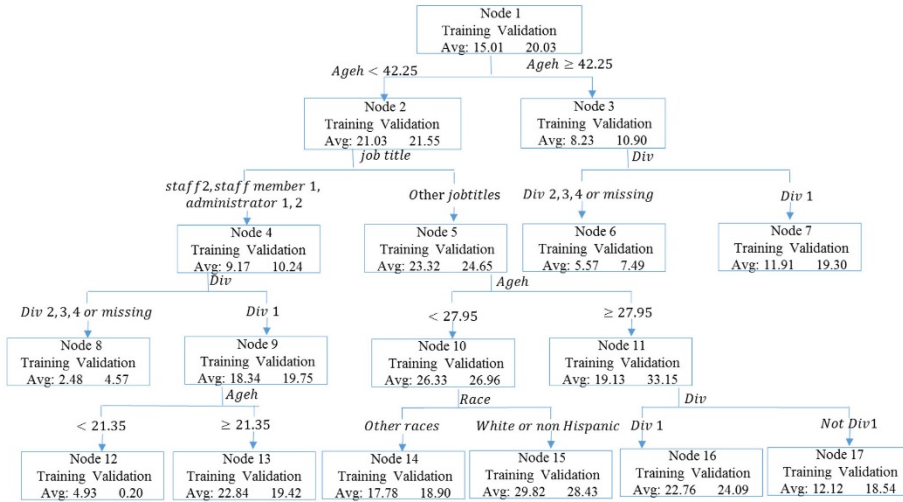 Node 1
Training Validation
Avg: 15.01 20.03
Ageh < 42.25
Ageh ≥ 42.25
Node 2
Training Validation
Avg: 21.03 21.55
job title
Node 3
Training Validation
Avg: 8.23 10.90
Div
staff2, staff member 1,
administrator 1, 2
Other jobtitles
Div 2,3,4 or missing
Div 1
Node 4
Training Validation
Avg: 9.17 10.24
Div
Node 5
Training Validation
Avg: 23.32 24.65
Ageh
Node 6
Training Validation
Avg: 5.57 7.49
Node 7
Training Validation
Avg: 11.91 19.30
Div 2,3,4 or missing
Div 1
< 27.95
≥ 27.95
Node 8
Training Validation
Avg: 2.48 4.57
Node 9
Training Validation
Avg: 18.34 19.75
Ageh
Node 10
Training Validation
Avg: 26.33 26.96
Race
Node 11
Training Validation
Avg: 19.13 33.15
Div
< 21.35
≥ 21.35
Other races
White or non Hispanic
Div 1
Not Div1
Node 12
Training Validation
Avg: 4.93 0.20
Node 13
Training Validation
Avg: 22.84 19.42
Node 14
Training Validation
Avg: 17.78 18.90
Node 15
Training Validation
Avg: 29.82 28.43
Node 16
Training Validation
Avg: 22.76 24.09
Node 17
Training Validation
Avg: 12.12 18.54